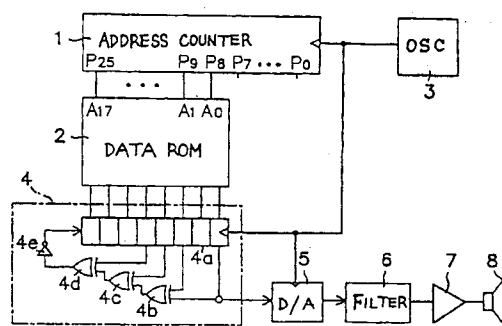 1
ADDRESS COUNTER
P25 P9 P8 P7 ... P0
OSC
3
A17 ... A1 A0
2
DATA ROM
4
4a
4e
4d
4c
4b
5
D/A
6
FILTER
7
8